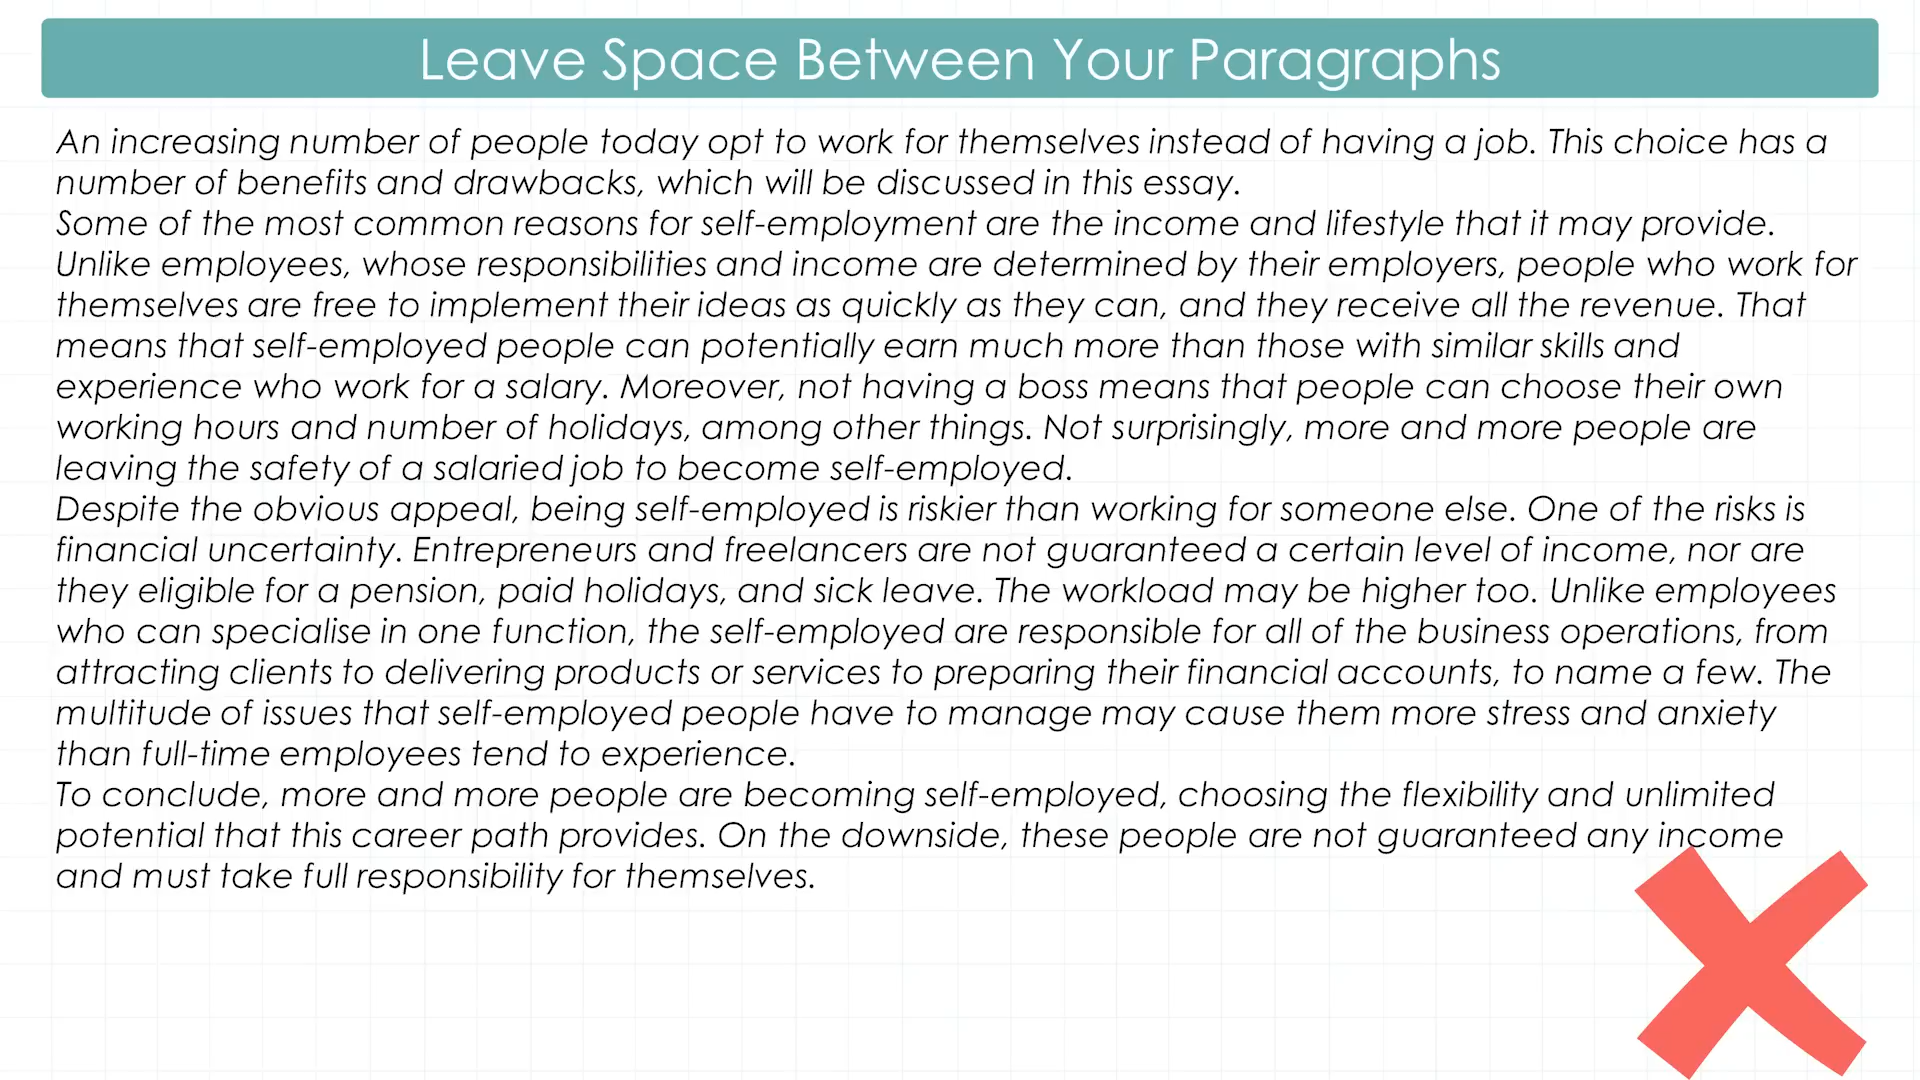 Leave Space Between Your Paragraphs
An increasing number of people today opt to work for themselves instead of having a job. This choice has a
number of benefits and drawbacks, which will be discussed in this essay.
Some of the most common reasons for self-employment are the income and lifestyle that it may provide.
Unlike employees, whose responsibilities and income are determined by their employers, people who work for
themselves are free to implement their ideas as quickly as they can, and they receive all the revenue. That
means that self-employed people can potentially earn much more than those with similar skills and
experience who work for a salary. Moreover, not having a boss means that people can choose their own
working hours and number of holidays, among other things. Not surprisingly, more and more people are
leaving the safety of a salaried job to become self-employed.
Despite the obvious appeal, being self-employed is riskier than working for someone else. One of the risks is
financial uncertainty. Entrepreneurs and freelancers are not guaranteed a certain level of income, nor are
they eligible for a pension, paid holidays, and sick leave. The workload may be higher too. Unlike employees
who can specialise in one function, the self-employed are responsible for all of the business operations, from
attracting clients to delivering products or services to preparing their financial accounts, to name a few. The
multitude of issues that self-employed people have to manage may cause them more stress and anxiety
than full-time employees tend to experience.
To conclude, more and more people are becoming self-employed, choosing the flexibility and unlimited
potential that this career path provides. On the downside, these people are not guaranteed any income
and must take full responsibility for themselves.